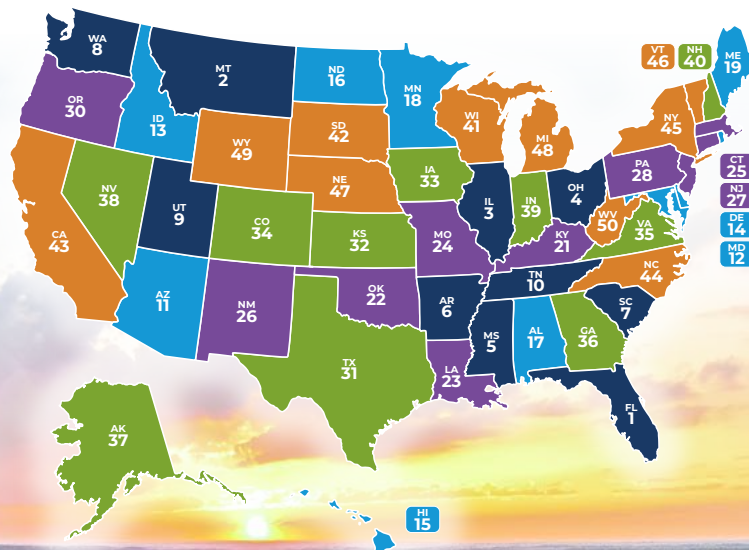 WA
8
MT
2
ND
16
MN
18
VT
46
NH
40
ME
19
OR
30
ID
13
WY
49
SD
42
WI
41
MI
48
NY
45
NV
38
UT
9
NE
47
IA
33
IL
3
IN
39
OH
4
PA
28
CT
25
NJ
27
DE
14
MD
12
CA
43
CO
34
KS
32
MO
24
KY
21
WV
50
VA
35
AZ
11
NM
26
OK
22
AR
6
TN
10
NC
44
SC
7
TX
31
LA
23
MS
5
AL
17
GA
36
FL
1
AK
37
HI
15